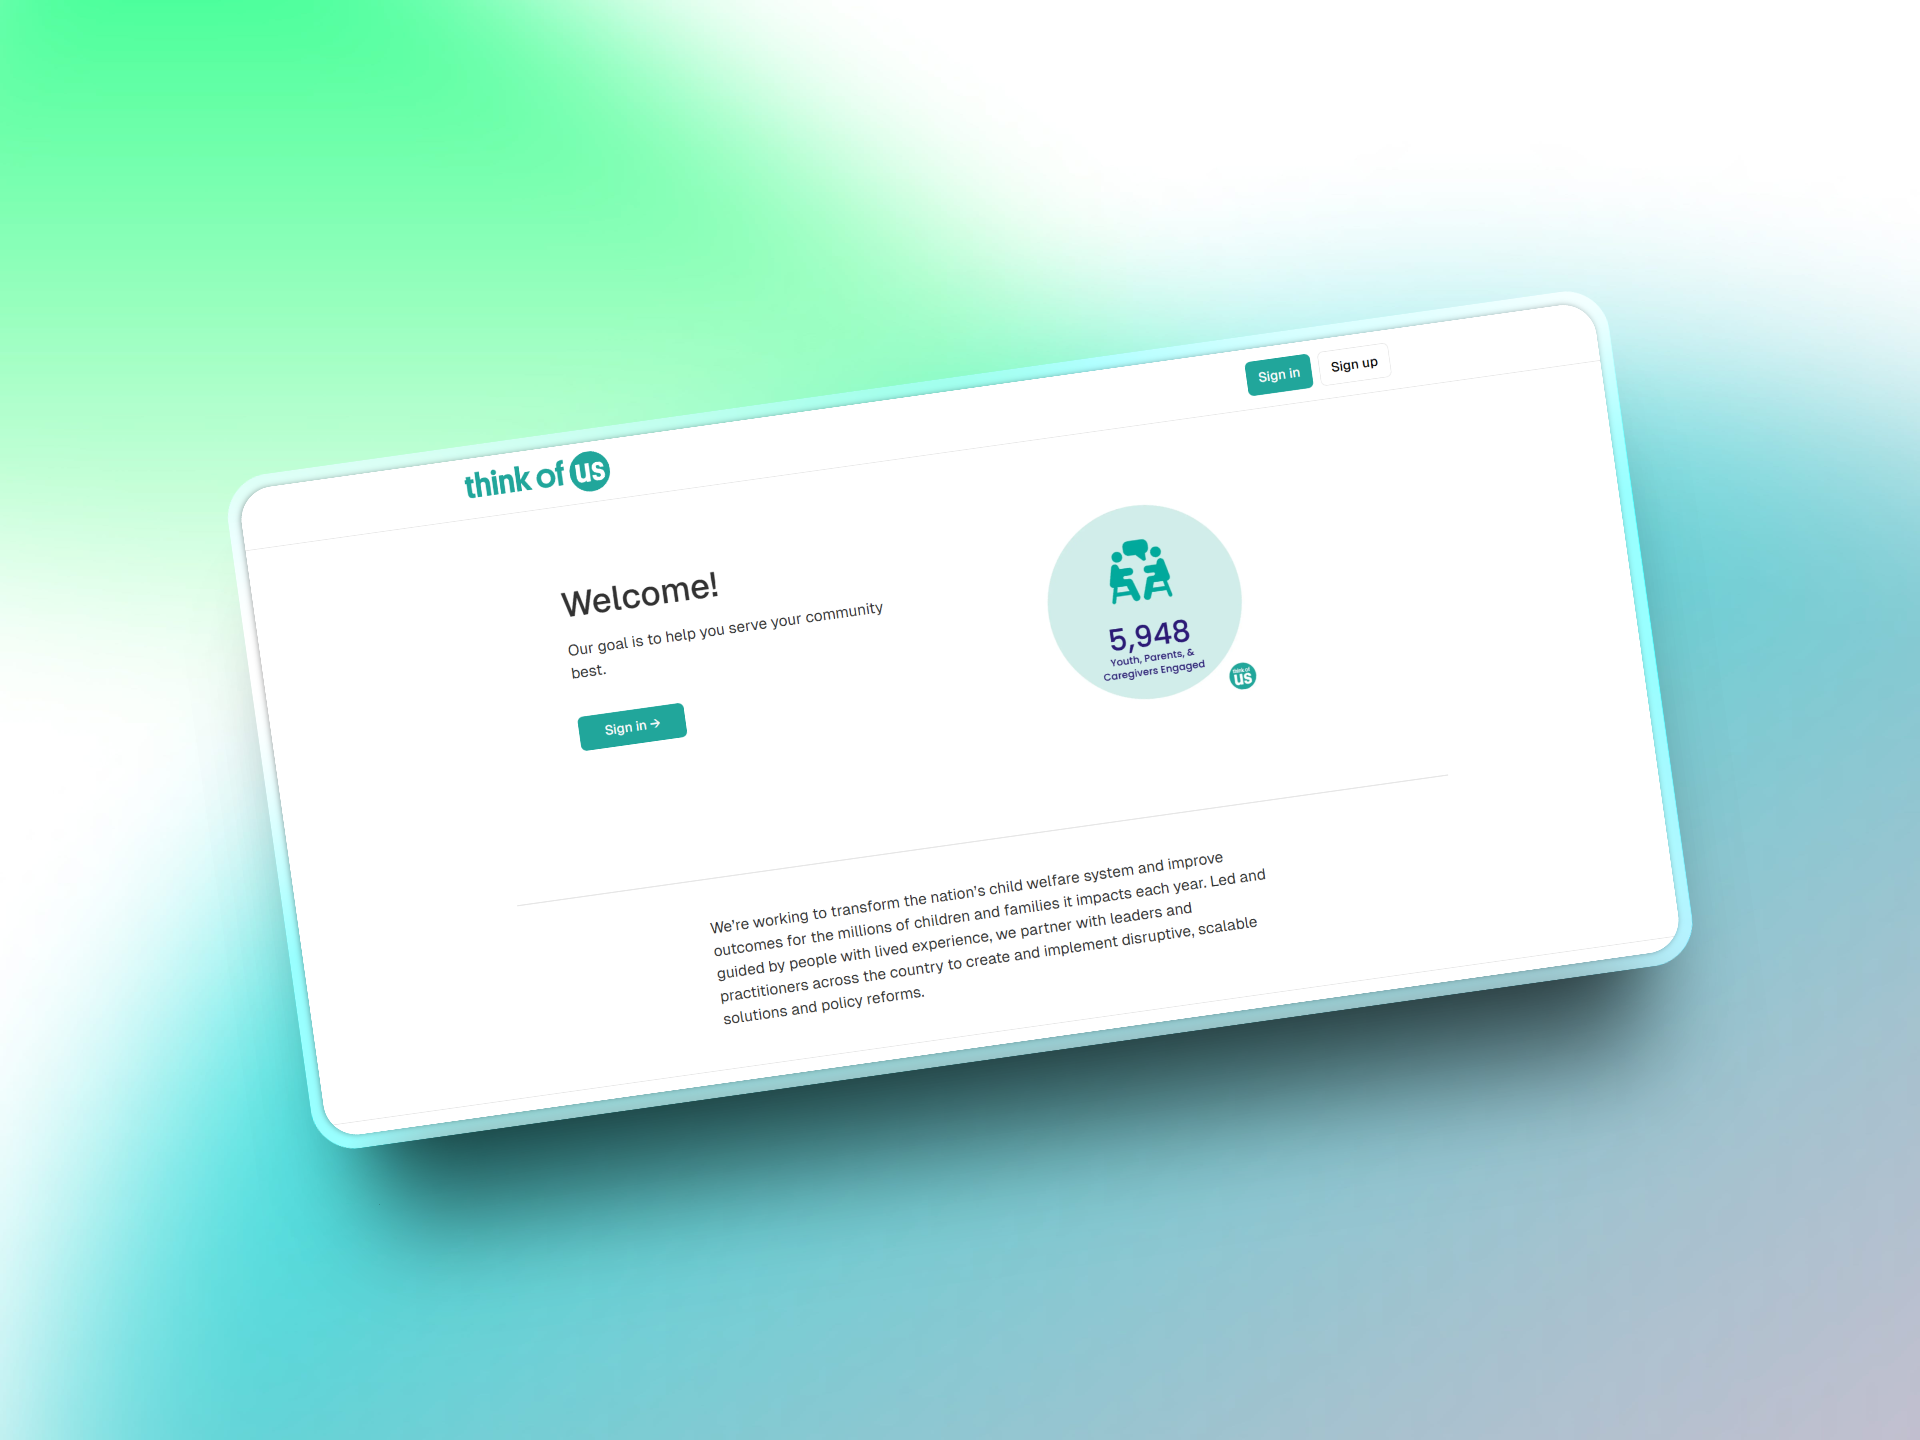 think of us
Sign in
Sign up
Welcome!
Our goal is to help you serve your community
best.
Sign in →
5,948
Youth, Parents, &
Caregivers Engaged
think of
us
We're working to transform the nation's child welfare system and improve
outcomes for the millions of children and families it impacts each year. Led and
guided by people with lived experience, we partner with leaders and
practitioners across the country to create and implement disruptive, scalable
solutions and policy reforms.